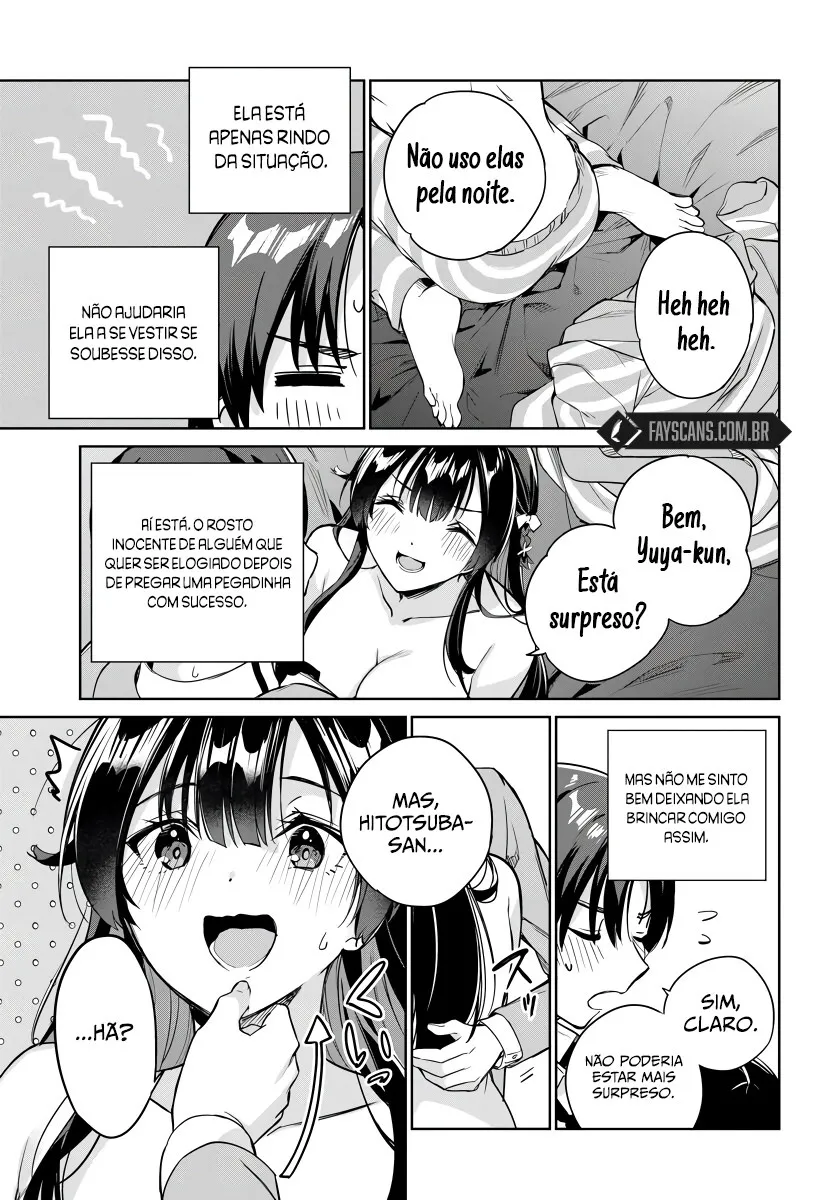 Não uso elas
pela noite.
Heh heh
heh.
ELA ESTÁ
APENAS RINDO
DA SITUAÇÃO.
NÃO AJUDARIA
ELA A SE VESTIR SE
SOUBESSE DISSO.
FAYSCANS.COM.BR
Bem,
Yuya-kun,
Está
surpreso?
AÍ ESTÁ. O ROSTO
INOCENTE DE ALGUÉM QUE
QUER SER ELOGIADO DEPOIS
DE PREGAR UMA PEGADINHA
COM SUCESSO.
MAS NÃO ME SINTO
BEM DEIXANDO ELA
BRINCAR COMIGO
ASSIM.
SIM,
CLARO.
NÃO PODERIA
ESTAR MAIS
SURPRESO.
MAS,
HITOTSUBA-
SAN...
...HÃ?